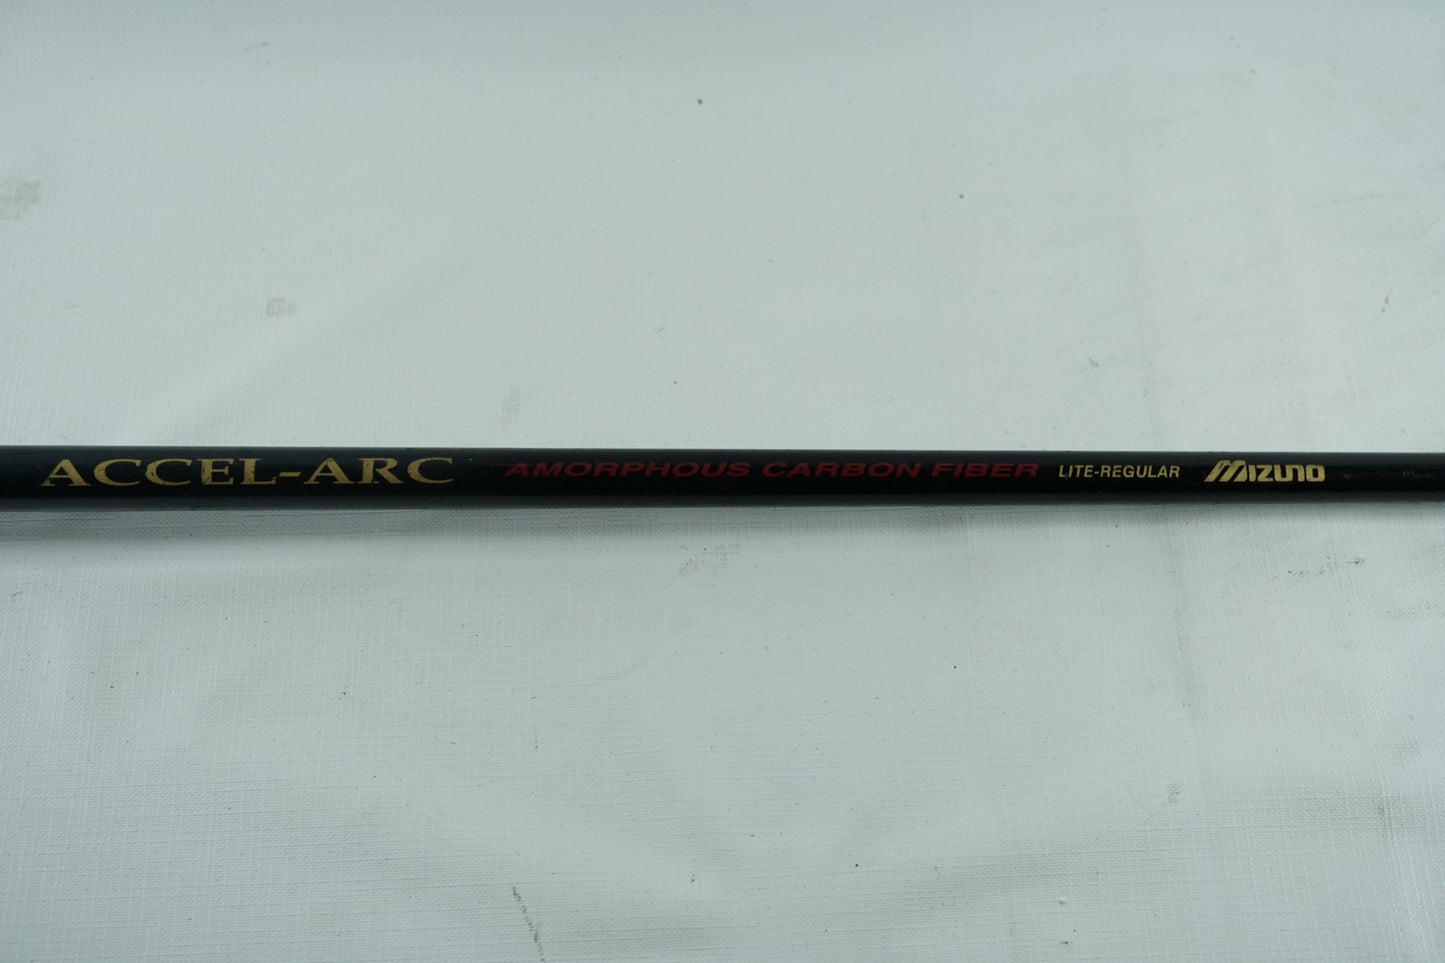 ACCEL-ARC AMORPHOUS CARBON FIBER LITE-REGULAR MIZUNO